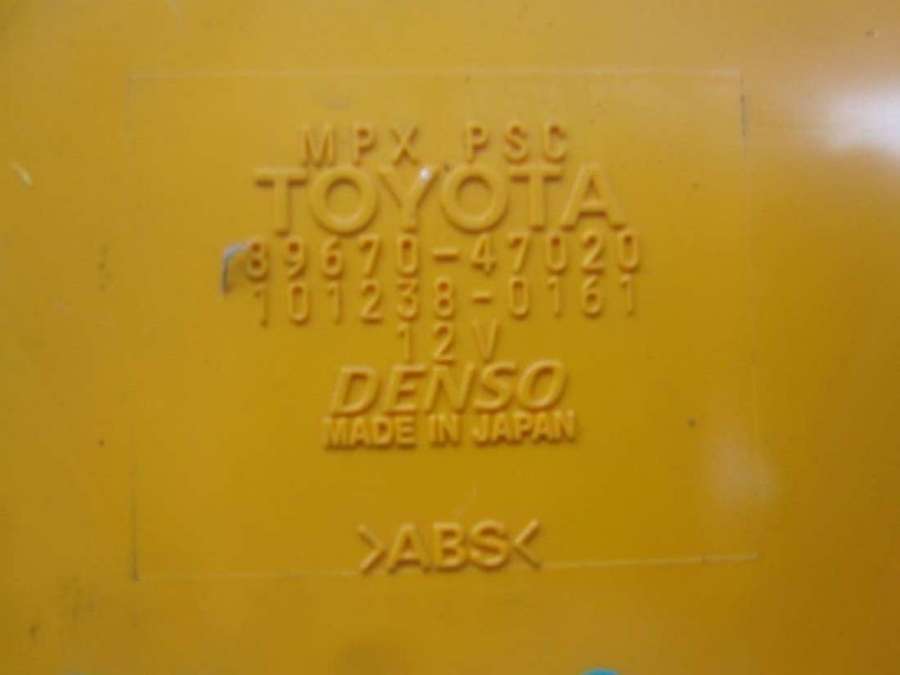 MPX PSC
TOYOTA
89670-47020
101238-0161
12V
DENSO
MADE IN JAPAN
>ABS<